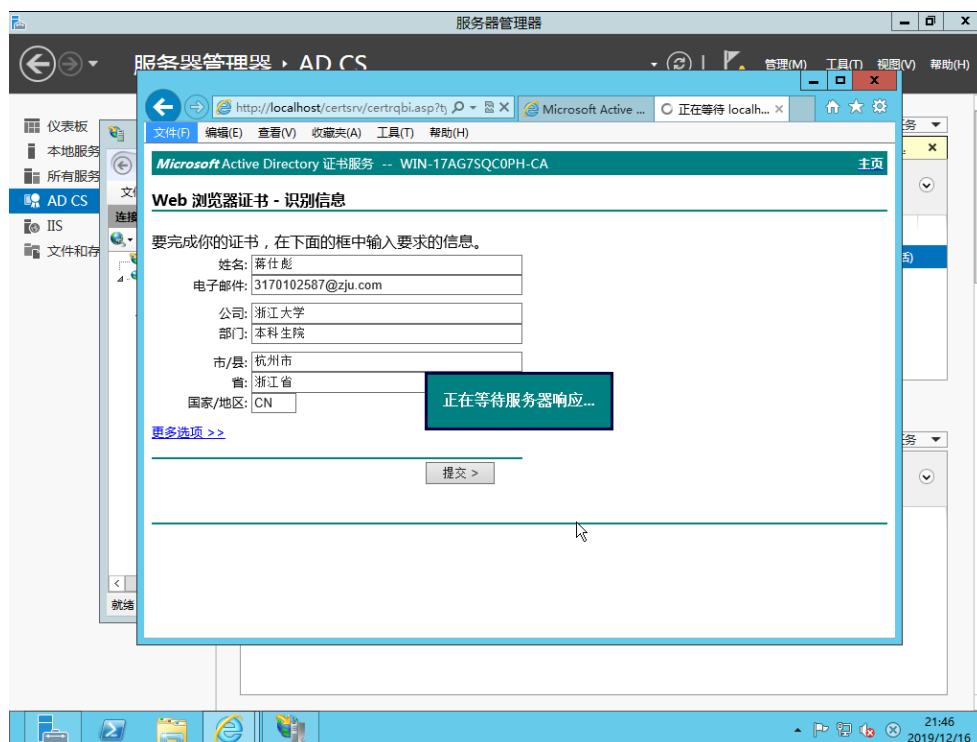 服务器管理器
服务器管理器 ‣ AD CS
管理(M) 工具(T) 视图(V) 帮助(H)
http://localhost/certsrv/certrqbi.asp?ty
Microsoft Active ...
正在等待 localh...
文件(F) 编辑(E) 查看(V) 收藏夹(A) 工具(T) 帮助(H)
仪表板
本地服务
所有服务
AD CS
IIS
文件和存
文件
连接
就绪
Microsoft Active Directory 证书服务 -- WIN-17AG7SQC0PH-CA
主页
Web 浏览器证书 - 识别信息
要完成你的证书，在下面的框中输入要求的信息。
姓名: 蒋仕彪
电子邮件: 3170102587@zju.com
公司: 浙江大学
部门: 本科生院
市/县: 杭州市
省: 浙江省
国家/地区: CN
正在等待服务器响应...
更多选项 >>
提交 >
21:46
2019/12/16